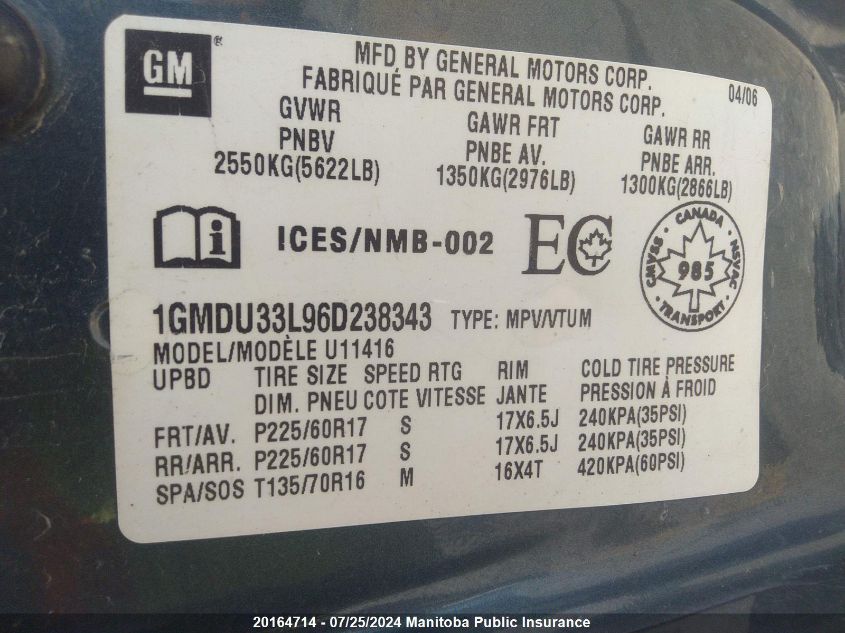 GM®
MFD BY GENERAL MOTORS CORP.
FABRIQUÉ PAR GENERAL MOTORS CORP.
04/06
GVWR GAWR FRT GAWR RR
PNBV PNBE AV. PNBE ARR.
2550KG(5622LB) 1350KG(2976LB) 1300KG(2866LB)
i ICES/NMB-002 EC
CANADA
CMVSS 985 NSVAC
TRANSPORT
1GMDU33L96D238343 TYPE: MPV/VTUM
MODEL/MODÈLE U11416
UPBD TIRE SIZE SPEED RTG RIM COLD TIRE PRESSURE
DIM. PNEU COTE VITESSE JANTE PRESSION À FROID
FRT/AV. P225/60R17 S 17X6.5J 240KPA(35PSI)
RR/ARR. P225/60R17 S 17X6.5J 240KPA(35PSI)
SPA/SOS T135/70R16 M 16X4T 420KPA(60PSI)
20164714 - 07/25/2024 Manitoba Public Insurance